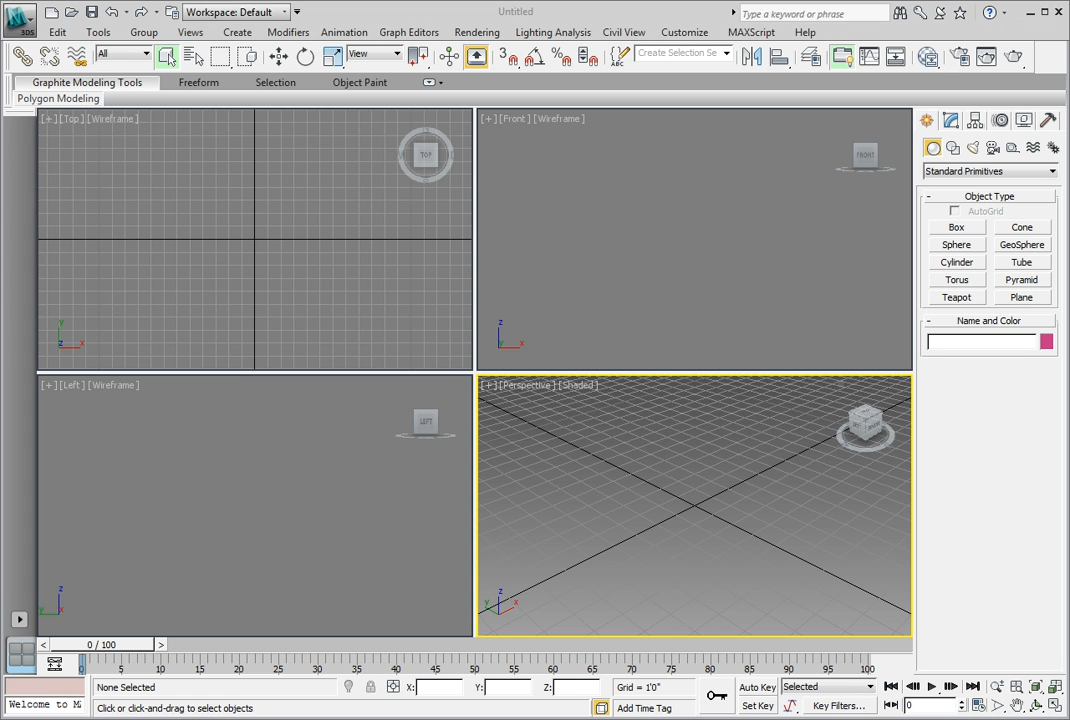 Workspace: Default
Untitled
Type a keyword or phrase
3DS
Edit Tools Group Views Create Modifiers Animation Graph Editors Rendering Lighting Analysis Civil View Customize MAXScript Help
All
View
3
Create Selection Se
ABC
Graphite Modeling Tools Freeform Selection Object Paint
Polygon Modeling
[+][Top][Wireframe]
TOP
y
z x
[+][Front][Wireframe]
FRONT
z
x
Standard Primitives
- Object Type
AutoGrid
Box Cone
Sphere GeoSphere
Cylinder Tube
Torus Pyramid
Teapot Plane
- Name and Color
[+][Left][Wireframe]
LEFT
z
y x
[+][Perspective][Shaded]
z
y x
< 0 / 100 >
0 5 10 15 20 25 30 35 40 45 50 55 60 65 70 75 80 85 90 95 100
None Selected
X: Y: Z:
Grid = 1'0"
Auto Key
Selected
Welcome to M
Click or click-and-drag to select objects
Add Time Tag
Set Key
Key Filters...
0